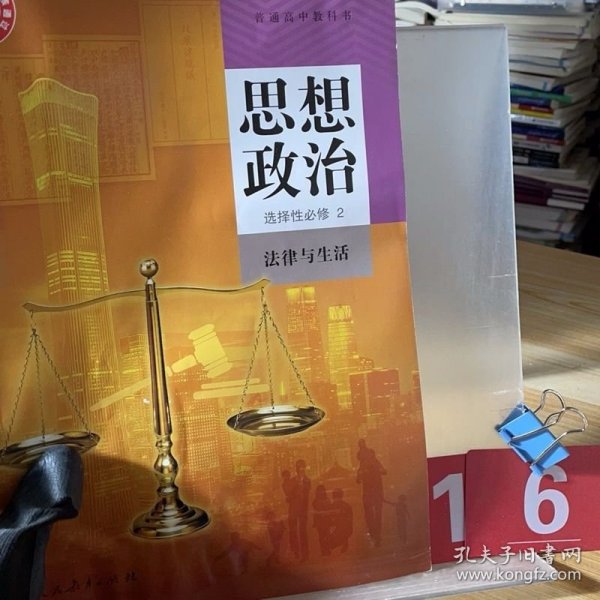 普通高中教科书
思想
政治
选择性必修 2
法律与生活
16
孔夫子旧书网
www.kongfz.com